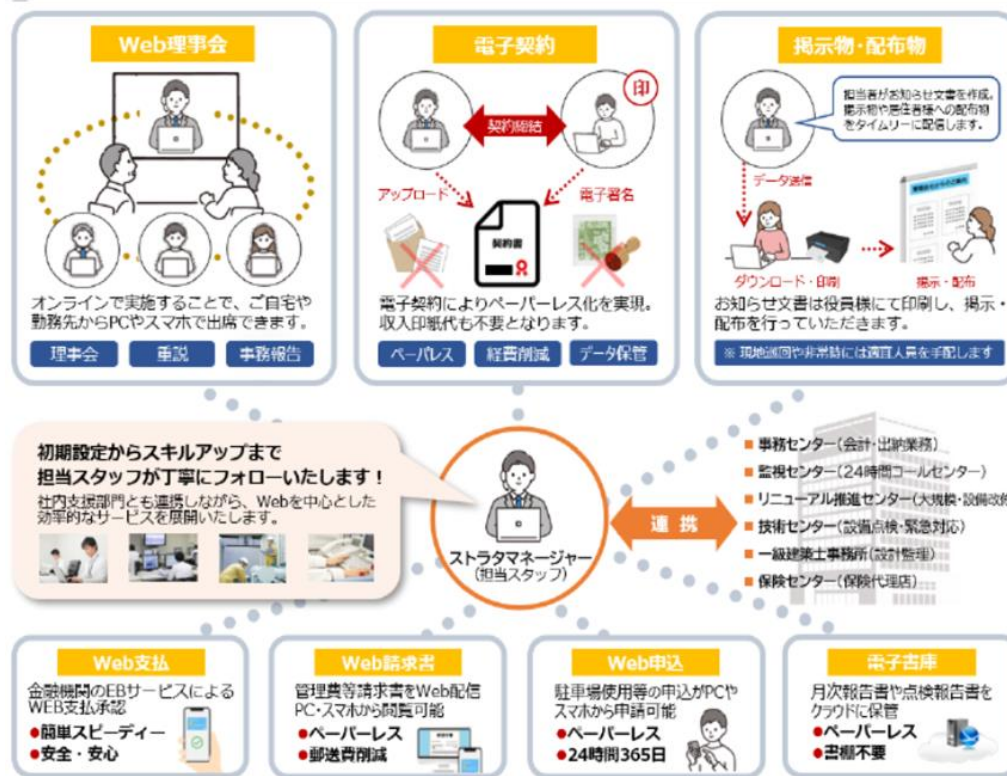 Web理事会
オンラインで実施することで、ご自宅や
勤務先からPCやスマホで出席できます。
理事会
重説
事務報告
電子契約
印
契約締結
アップロード
電子署名
契約書
電子契約によりペーパーレス化を実現。
収入印紙代も不要となります。
ペーパレス
経費削減
データ保管
掲示物・配布物
担当者がお知らせ文書を作成。
掲示物や居住者様への配布物
をタイムリーに配信します。
データ送信
ダウンロード・印刷
掲示・配布
お知らせ文書は役員様にて印刷し、掲示・
配布を行っていただきます。
※ 現地巡回や非常時には適宜人員を手配します
初期設定からスキルアップまで
担当スタッフが丁寧にフォローいたします！
社内支援部門とも連携しながら、Webを中心とした
効率的なサービスを展開いたします。
ストラタマネージャー
(担当スタッフ)
連携
事務センター(会計・出納業務)
監視センター(24時間コールセンター)
リニューアル推進センター(大規模・設備改修
技術センター(設備点検・緊急対応)
一級建築士事務所(設計管理)
保険センター(保険代理店)
Web支払
金融機関のEBサービスによる
WEB支払承認
●簡単スピーディー
●安全・安心
Web請求書
管理費等請求書をWeb配信
PC・スマホから閲覧可能
●ペーパーレス
●郵送費削減
Web申込
駐車場使用等の申込がPCや
スマホから申請可能
●ペーパーレス
●24時間365日
電子書庫
月次報告書や点検報告書を
クラウドに保管
●ペーパーレス
●書棚不要